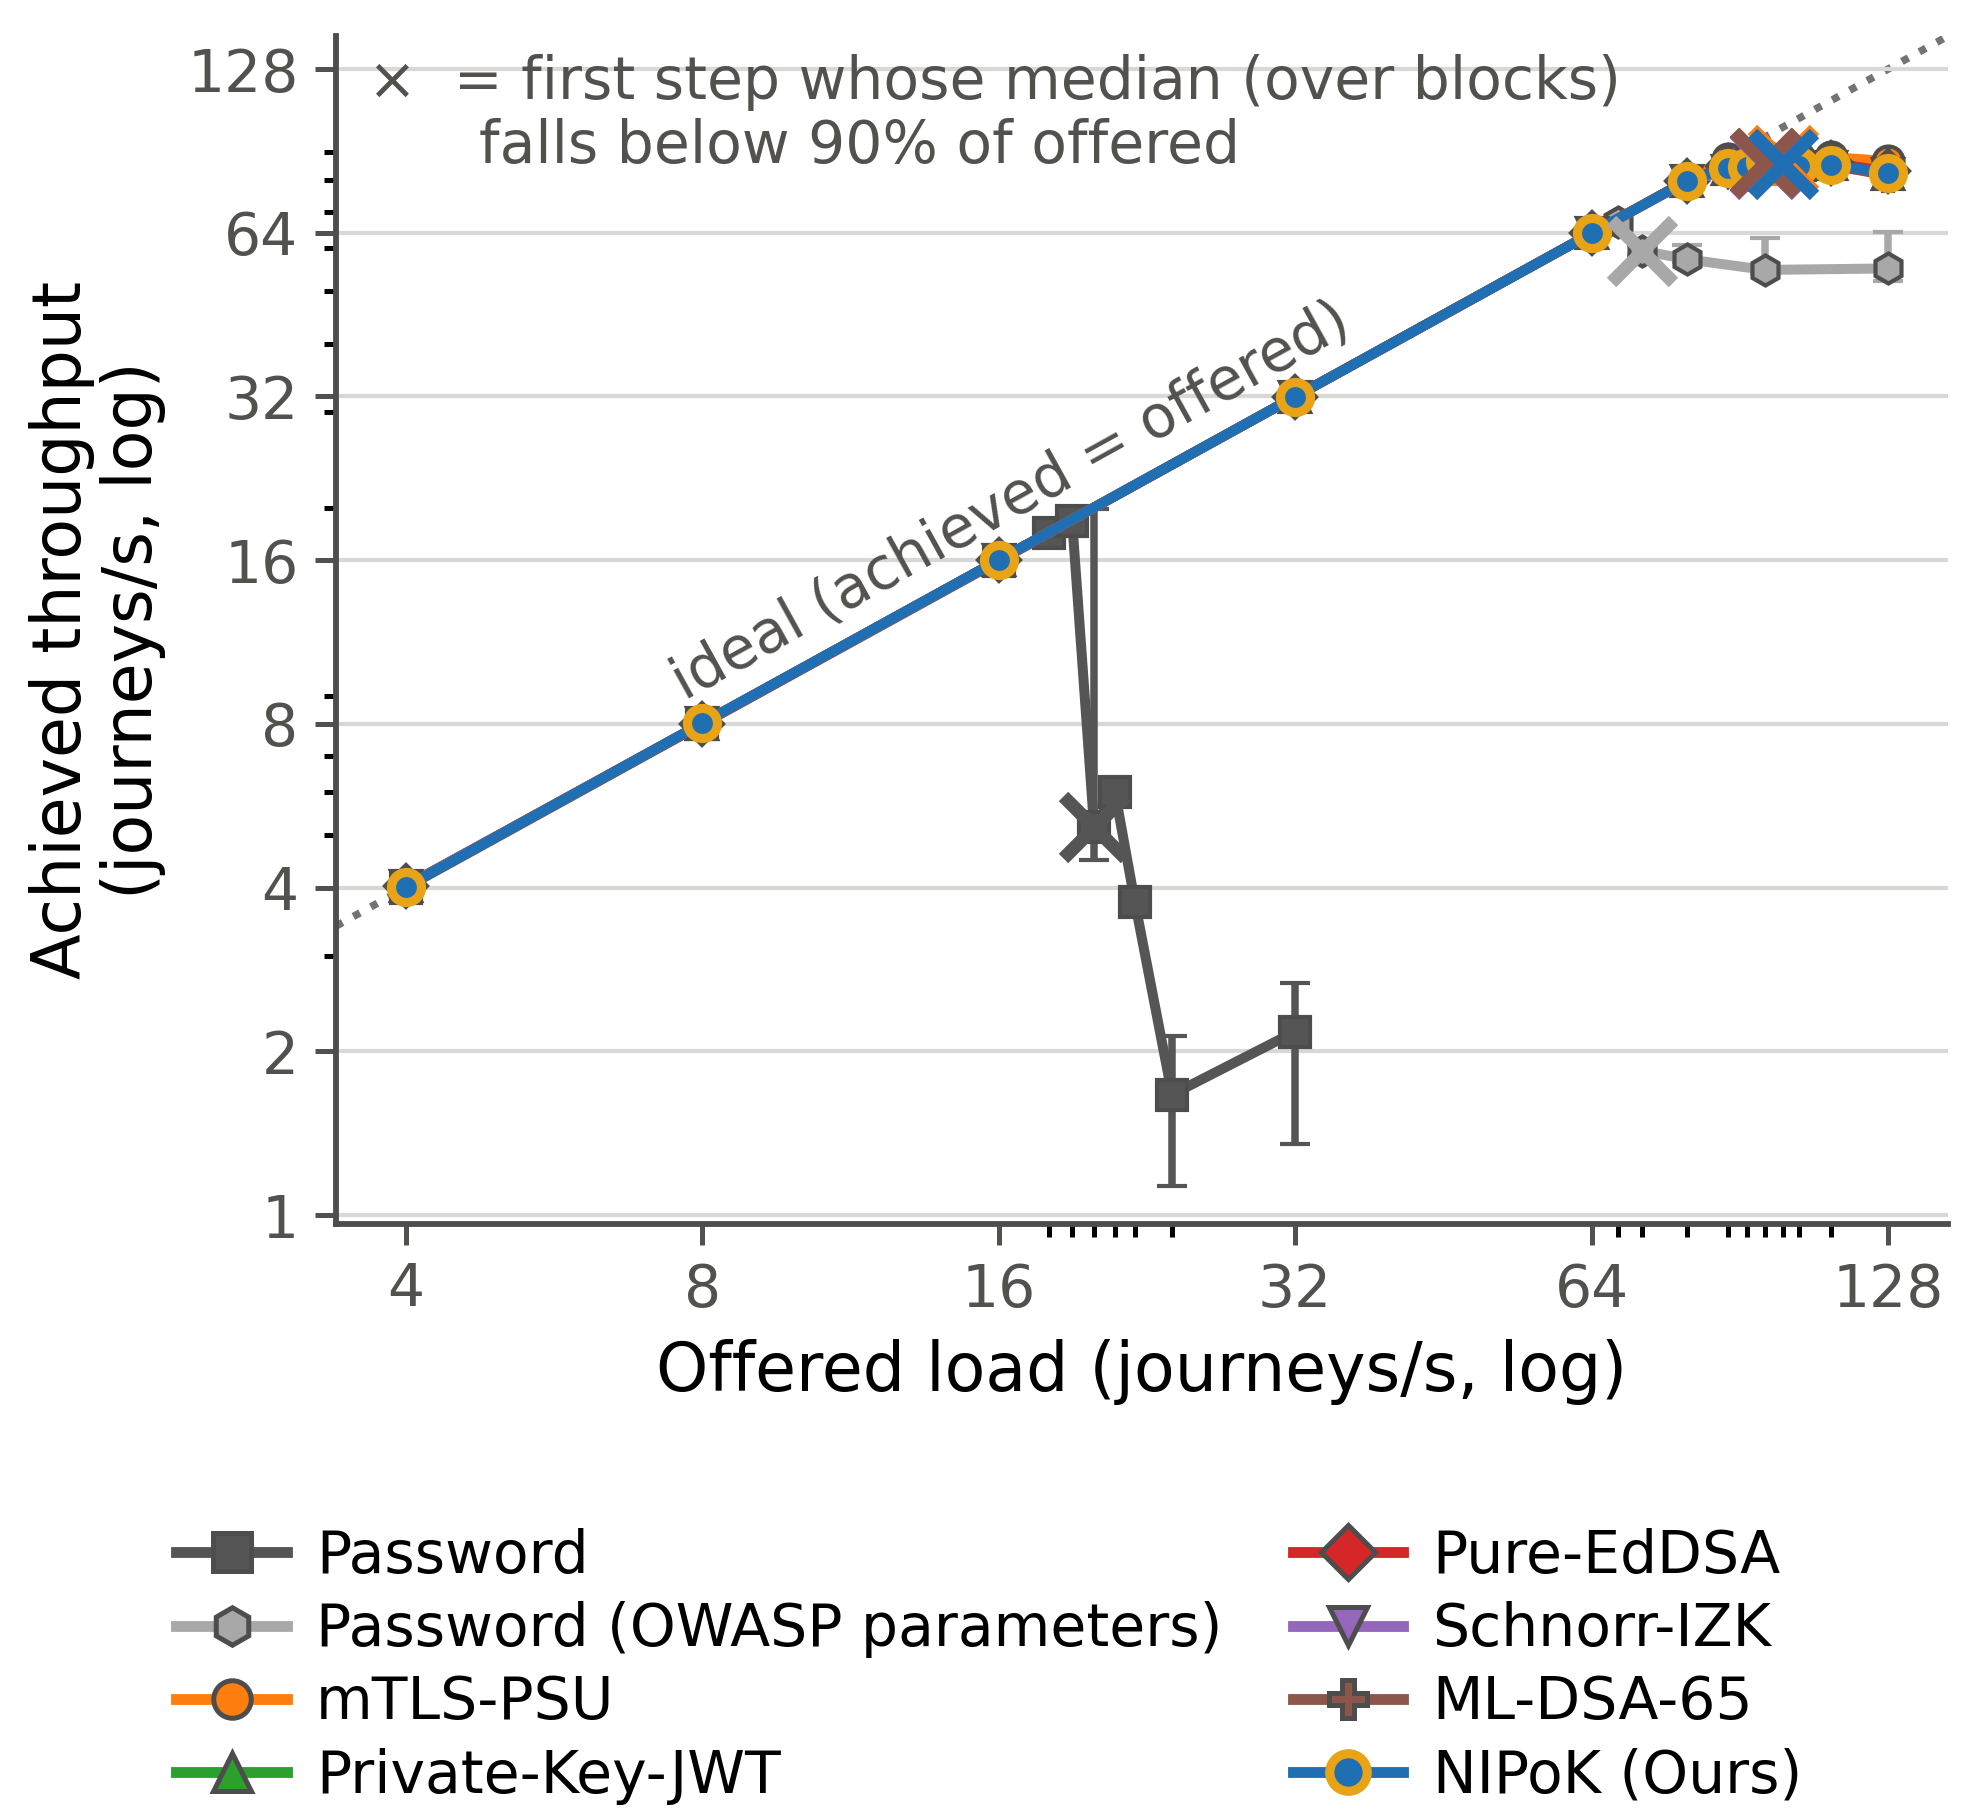 128
× = first step whose median (over blocks)
falls below 90% of offered
64
32
16
8
4
2
1
Achieved throughput
(journeys/s, log)
ideal (achieved = offered)
4 8 16 32 64 128
Offered load (journeys/s, log)
Password
Password (OWASP parameters)
mTLS-PSU
Private-Key-JWT
Pure-EdDSA
Schnorr-IZK
ML-DSA-65
NIPoK (Ours)